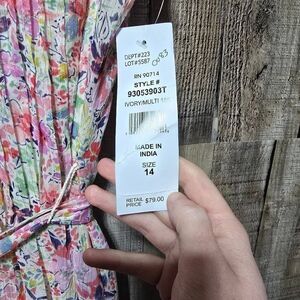 DEPT#223
LOT#5587
RN 90714
STYLE #
93053903T
IVORY/MULTI
MADE IN
INDIA
SIZE
14
RETAIL
PRICE $79.00